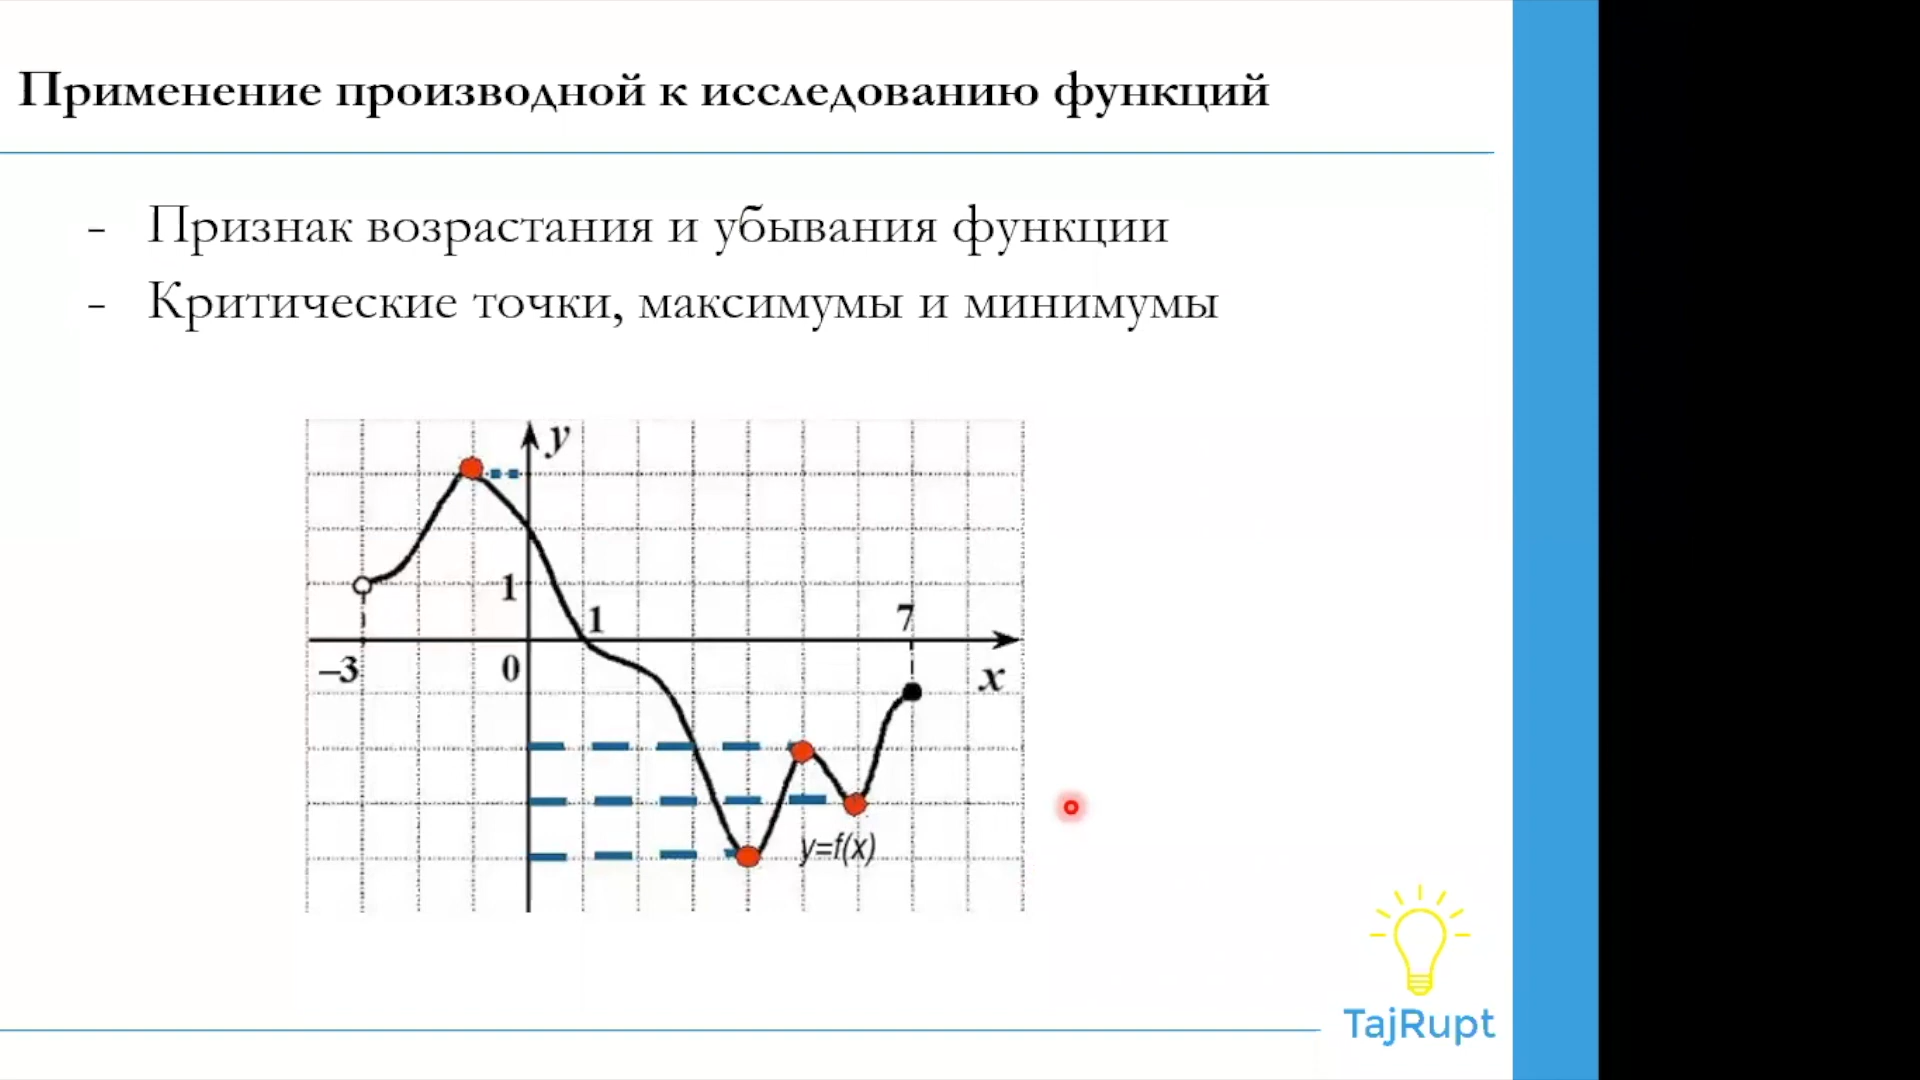 Применение производной к исследованию функций
- Признак возрастания и убывания функции
- Критические точки, максимумы и минимумы
y
1
1
7
-3
0
x
y=f(x)
TajRupt